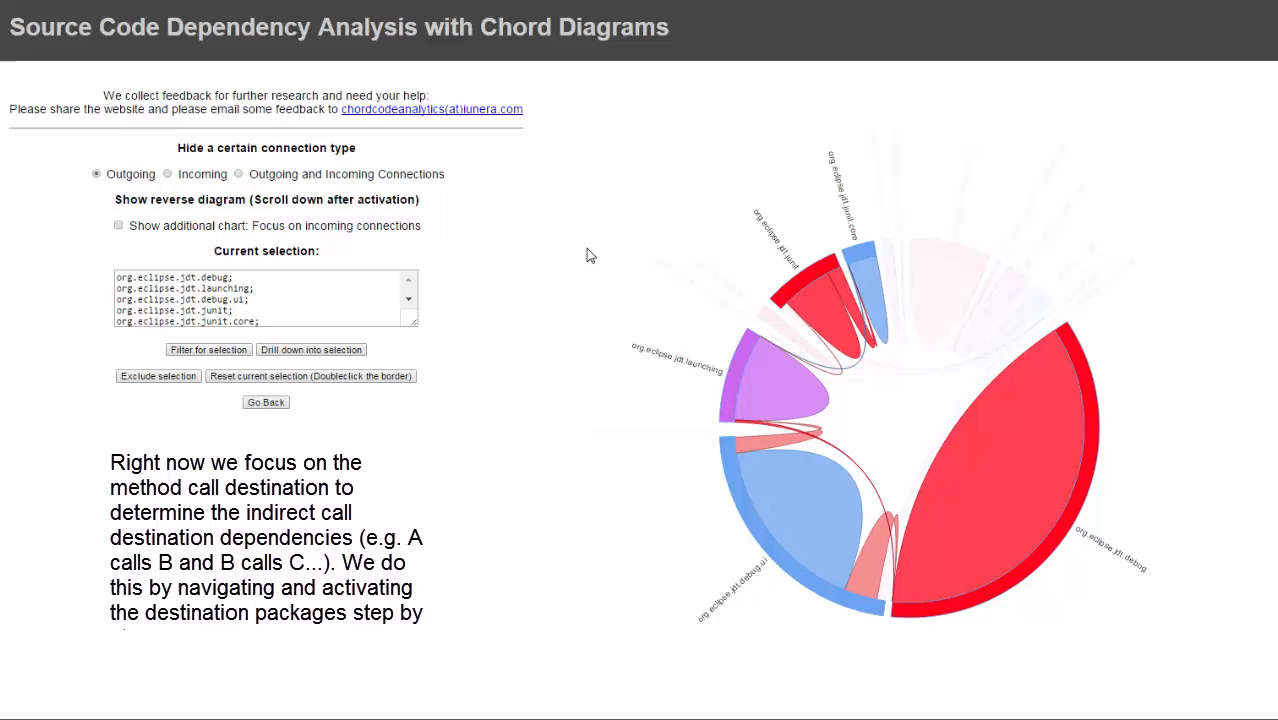 Source Code Dependency Analysis with Chord Diagrams
We collect feedback for further research and need your help:
Please share the website and please email some feedback to chordcodeanalytics(at)iunera.com
Hide a certain connection type
Outgoing Incoming Outgoing and Incoming Connections
Show reverse diagram (Scroll down after activation)
Show additional chart: Focus on incoming connections
Current selection:
org.eclipse.jdt.debug;
org.eclipse.jdt.launching;
org.eclipse.jdt.debug.ui;
org.eclipse.jdt.junit;
org.eclipse.jdt.junit.core;
Filter for selection Drill down into selection
Exclude selection Reset current selection (Doubleclick the border)
Go Back
Right now we focus on the
method call destination to
determine the indirect call
destination dependencies (e.g. A
calls B and B calls C...). We do
this by navigating and activating
the destination packages step by
org.eclipse.jdt.junit.core
org.eclipse.jdt.junit
org.eclipse.jdt.launching
org.eclipse.jdt.debug.ui
org.eclipse.jdt.debug